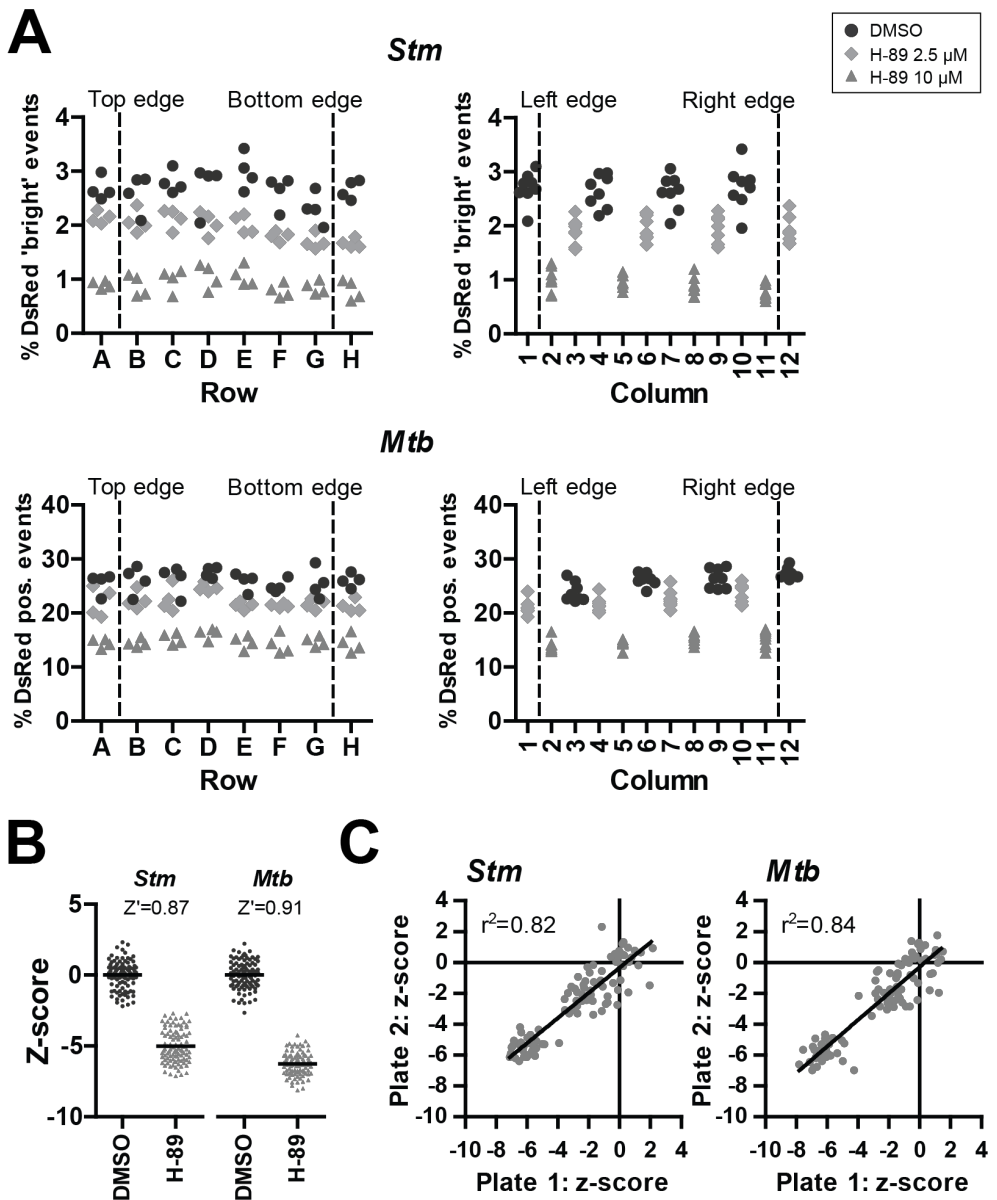 A
DMSO
H-89 2.5 µM
H-89 10 µM
Stm
Top edge Bottom edge
% DsRed 'bright' events
4
3
2
1
0
A B C D E F G H
Row
Left edge Right edge
% DsRed 'bright' events
4
3
2
1
0
1 2 3 4 5 6 7 8 9 10 11 12
Column
Mtb
Top edge Bottom edge
% DsRed pos. events
40
30
20
10
0
A B C D E F G H
Row
Left edge Right edge
% DsRed pos. events
40
30
20
10
0
1 2 3 4 5 6 7 8 9 10 11 12
Column
B
Stm Mtb
Z'=0.87 Z'=0.91
Z-score
5
0
-5
-10
DMSO H-89 DMSO H-89
C
Stm
r²=0.82
Plate 2: z-score
4
2
0
-2
-4
-6
-8
-10
-10 -8 -6 -4 -2 0 2 4
Plate 1: z-score
Mtb
r²=0.84
Plate 2: z-score
4
2
0
-2
-4
-6
-8
-10
-10 -8 -6 -4 -2 0 2 4
Plate 1: z-score